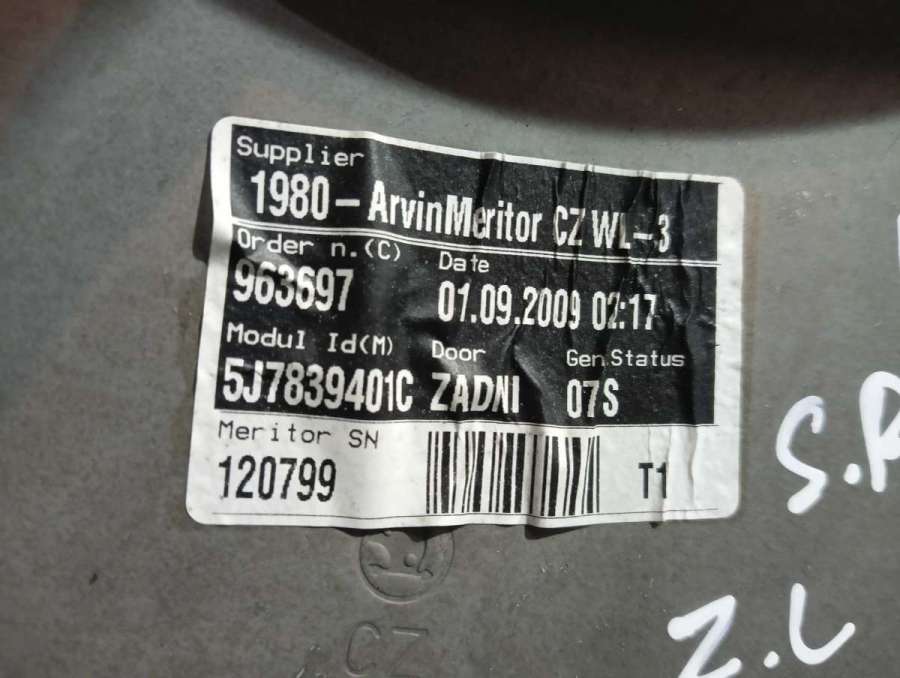 Supplier
1980-ArvinMeritor CZ WL-3
Order n.(C) Date
963697 01.09.2009 02:17
Modul Id(M) Door Gen.Status
5J7839401C ZADNI 07S
Meritor SN
120799 T1
CZ
Z.L